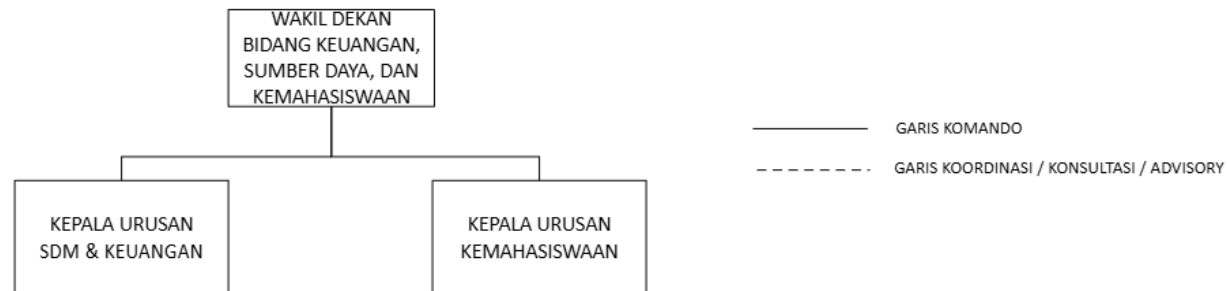 WAKIL DEKAN
BIDANG KEUANGAN,
SUMBER DAYA, DAN
KEMAHASISWAAN
GARIS KOMANDO
GARIS KOORDINASI / KONSULTASI / ADVISORY
KEPALA URUSAN
SDM & KEUANGAN
KEPALA URUSAN
KEMAHASISWAAN